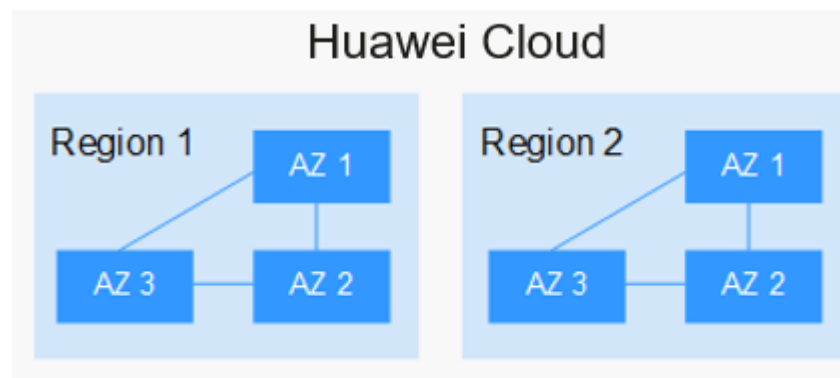 Huawei Cloud
Region 1
AZ 1
AZ 3
AZ 2
Region 2
AZ 1
AZ 3
AZ 2